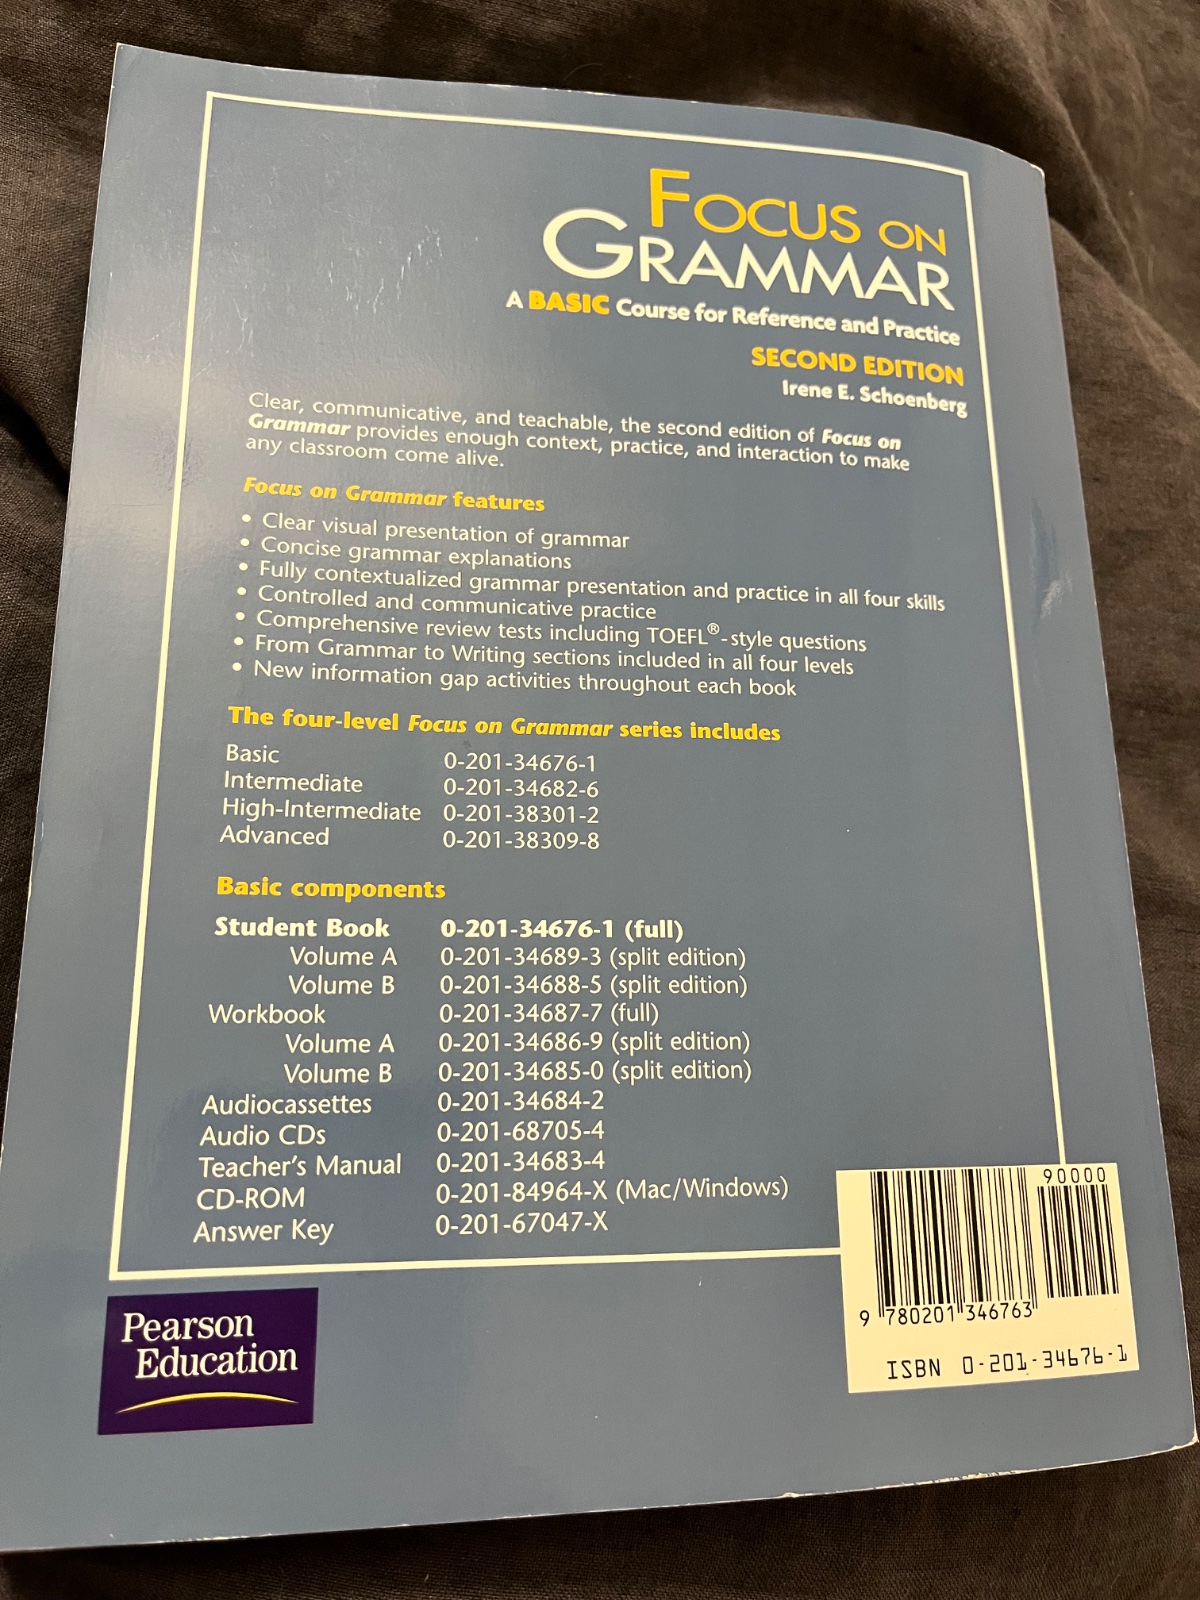 FOCUS ON
GRAMMAR
A BASIC Course for Reference and Practice
SECOND EDITION
Irene E. Schoenberg
Clear, communicative, and teachable, the second edition of Focus on
Grammar provides enough context, practice, and interaction to make
any classroom come alive.
Focus on Grammar features
• Clear visual presentation of grammar
• Concise grammar explanations
• Fully contextualized grammar presentation and practice in all four skills
• Controlled and communicative practice
• Comprehensive review tests including TOEFL®-style questions
• From Grammar to Writing sections included in all four levels
• New information gap activities throughout each book
The four-level Focus on Grammar series includes
Basic 0-201-34676-1
Intermediate 0-201-34682-6
High-Intermediate 0-201-38301-2
Advanced 0-201-38309-8
Basic components
Student Book 0-201-34676-1 (full)
Volume A 0-201-34689-3 (split edition)
Volume B 0-201-34688-5 (split edition)
Workbook 0-201-34687-7 (full)
Volume A 0-201-34686-9 (split edition)
Volume B 0-201-34685-0 (split edition)
Audiocassettes 0-201-34684-2
Audio CDs 0-201-68705-4
Teacher's Manual 0-201-34683-4
CD-ROM 0-201-84964-X (Mac/Windows)
Answer Key 0-201-67047-X
90000
9 780201 346763
ISBN 0-201-34676-1
Pearson
Education